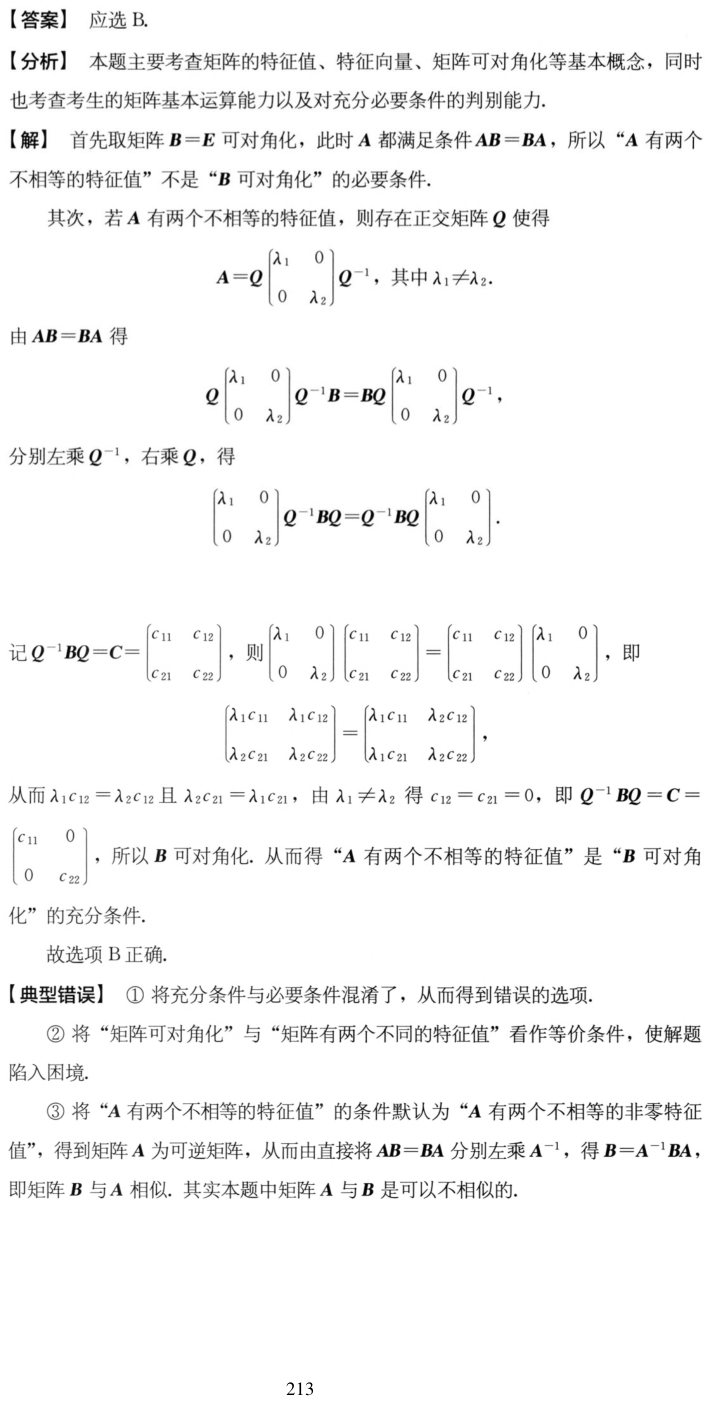 【答案】 应选 B.
【分析】 本题主要考查矩阵的特征值、特征向量、矩阵可对角化等基本概念，同时
也考查考生的矩阵基本运算能力以及对充分必要条件的判别能力.
【解】 首先取矩阵 B=E 可对角化，此时 A 都满足条件 AB=BA，所以“A 有两个
不相等的特征值”不是“B 可对角化”的必要条件.
其次，若 A 有两个不相等的特征值，则存在正交矩阵 Q 使得
A=Q(λ₁ 0; 0 λ₂)Q⁻¹，其中 λ₁≠λ₂.
由 AB=BA 得
Q(λ₁ 0; 0 λ₂)Q⁻¹B=BQ(λ₁ 0; 0 λ₂)Q⁻¹，
分别左乘 Q⁻¹，右乘 Q，得
(λ₁ 0; 0 λ₂)Q⁻¹BQ=Q⁻¹BQ(λ₁ 0; 0 λ₂).
记 Q⁻¹BQ=C=(c₁₁ c₁₂; c₂₁ c₂₂)，则(λ₁ 0; 0 λ₂)(c₁₁ c₁₂; c₂₁ c₂₂)=(c₁₁ c₁₂; c₂₁ c₂₂)(λ₁ 0; 0 λ₂)，即
(λ₁c₁₁ λ₁c₁₂; λ₂c₂₁ λ₂c₂₂)=(λ₁c₁₁ λ₂c₁₂; λ₁c₂₁ λ₂c₂₂)，
从而 λ₁c₁₂=λ₂c₁₂ 且 λ₂c₂₁=λ₁c₂₁，由 λ₁≠λ₂ 得 c₁₂=c₂₁=0，即 Q⁻¹BQ=C=
(c₁₁ 0; 0 c₂₂)，所以 B 可对角化. 从而得“A 有两个不相等的特征值”是“B 可对角
化”的充分条件.
故选项 B 正确.
【典型错误】 ① 将充分条件与必要条件混淆了，从而得到错误的选项.
② 将“矩阵可对角化”与“矩阵有两个不同的特征值”看作等价条件，使解题
陷入困境.
③ 将“A 有两个不相等的特征值”的条件默认为“A 有两个不相等的非零特征
值”，得到矩阵 A 为可逆矩阵，从而由直接将 AB=BA 分别左乘 A⁻¹，得 B=A⁻¹BA，
即矩阵 B 与 A 相似. 其实本题中矩阵 A 与 B 是可以不相似的.
213